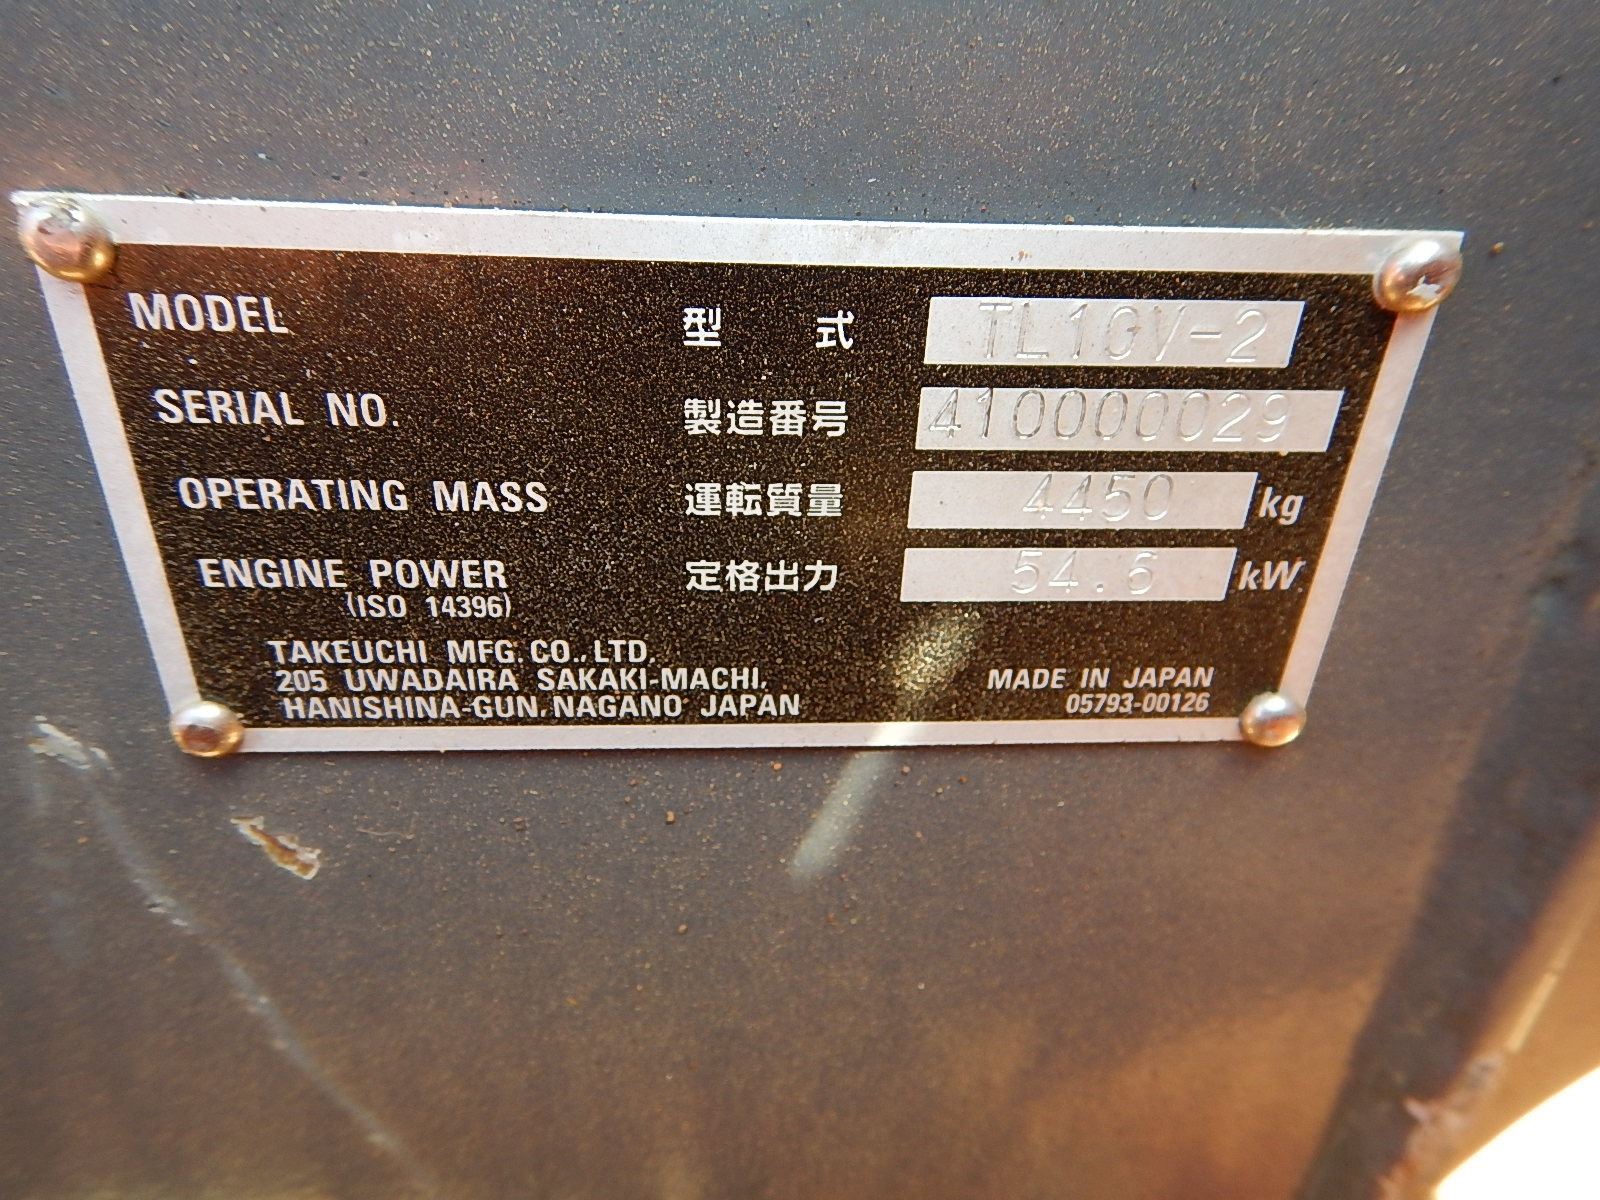 MODEL 型 式 TL10V-2
SERIAL NO. 製造番号 410000029
OPERATING MASS 運転質量 4450 kg
ENGINE POWER 定格出力 54.6 kW
(ISO 14396)
TAKEUCHI MFG. CO., LTD.
205 UWADAIRA SAKAKI-MACHI,
HANISHINA-GUN, NAGANO JAPAN
MADE IN JAPAN
05793-00126